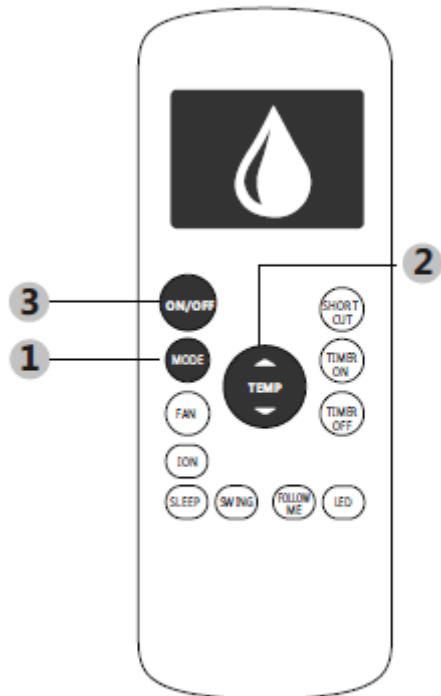 2
3
ON/OFF
SHORT
CUT
1
MODE
TEMP
TIMER
ON
FAN
TIMER
OFF
ION
SLEEP
SWING
FOLLOW
ME
LED